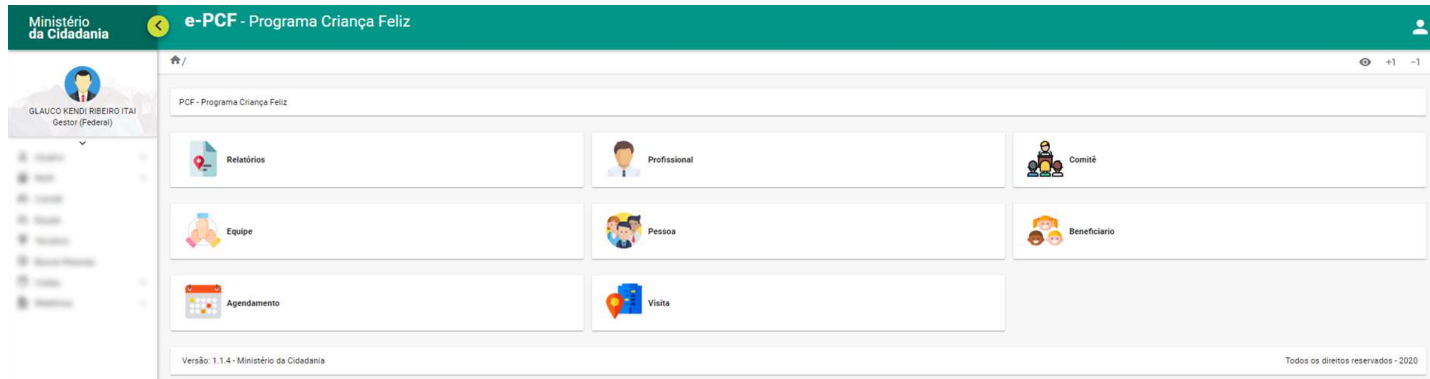 Ministério
da Cidadania
e-PCF - Programa Criança Feliz
GLAUCO KENDI RIBEIRO ITAI
Gestor (Federal)
/
+1 -1
PCF - Programa Criança Feliz
Relatórios
Profissional
Comitê
Equipe
Pessoa
Beneficiario
Agendamento
Visita
Versão: 1.1.4 - Ministério da Cidadania
Todos os direitos reservados - 2020